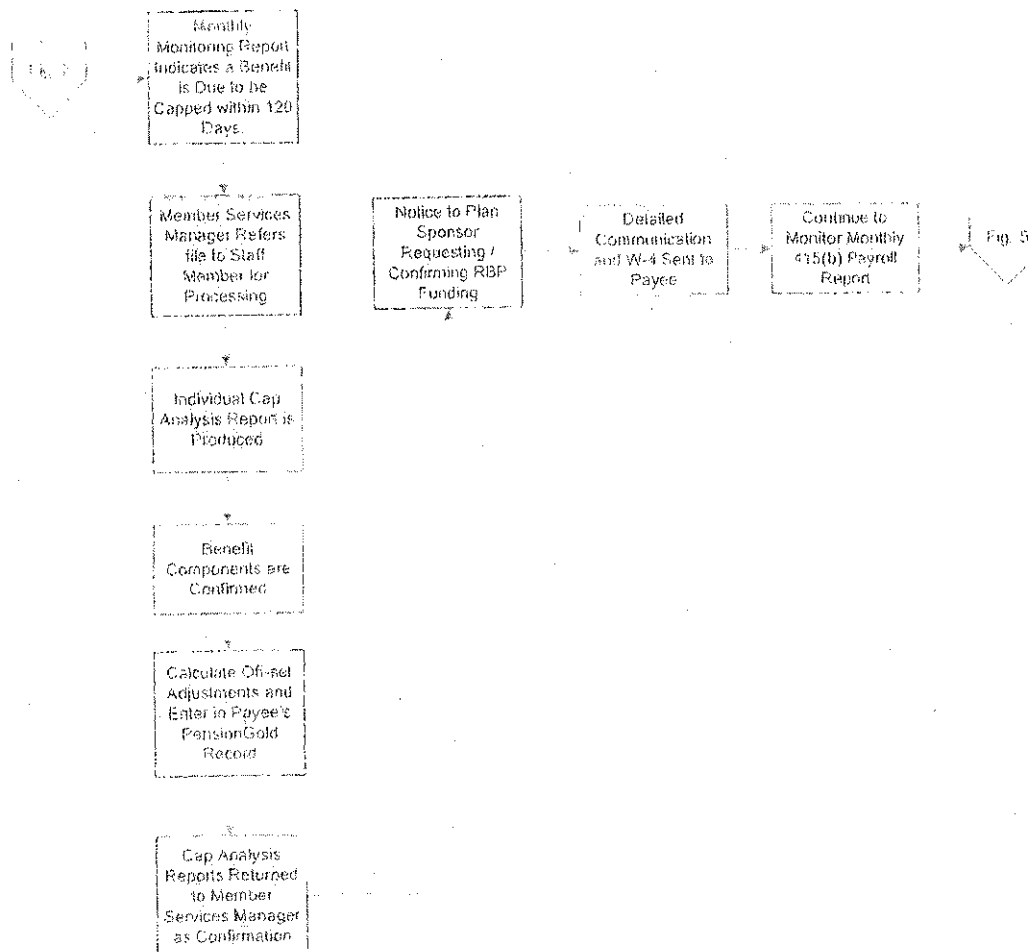 Monthly
Monitoring Report
Indicates a Benefit
is Due to be
Capped within 120
Days.
Member Services
Manager Refers
file to Staff
Member for
Processing
Individual Cap
Analysis Report is
Produced
Benefit
Components are
Confirmed
Calculate Off-set
Adjustments and
Enter in Payee's
PensionGold
Record
Cap Analysis
Reports Returned
to Member
Services Manager
as Confirmation
Notice to Plan
Sponsor
Requesting /
Confirming RBP
Funding
Detailed
Communication
and W-4 Sent to
Payee
Continue to
Monitor Monthly
415(b) Payroll
Report
Fig. 5